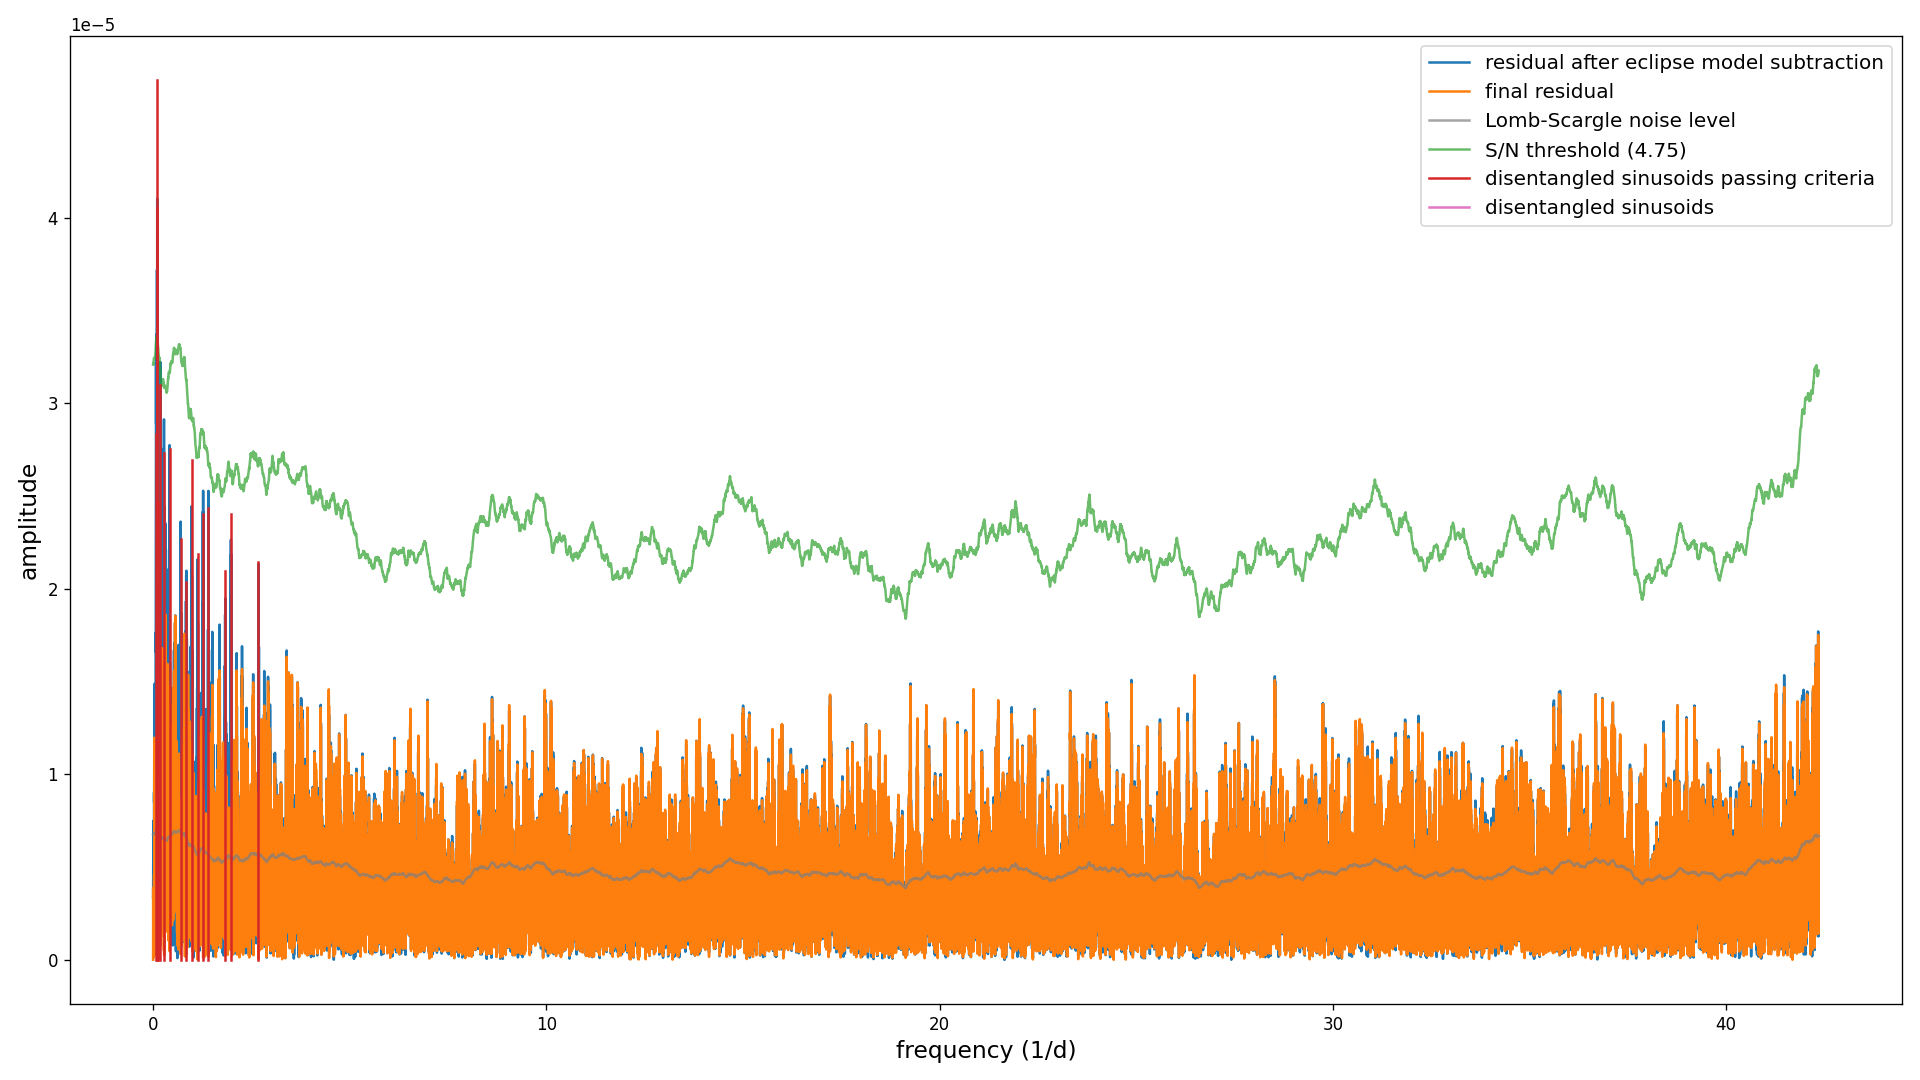 1e−5
residual after eclipse model subtraction
final residual
Lomb-Scargle noise level
S/N threshold (4.75)
disentangled sinusoids passing criteria
disentangled sinusoids
amplitude
4
3
2
1
0
0 10 20 30 40
frequency (1/d)